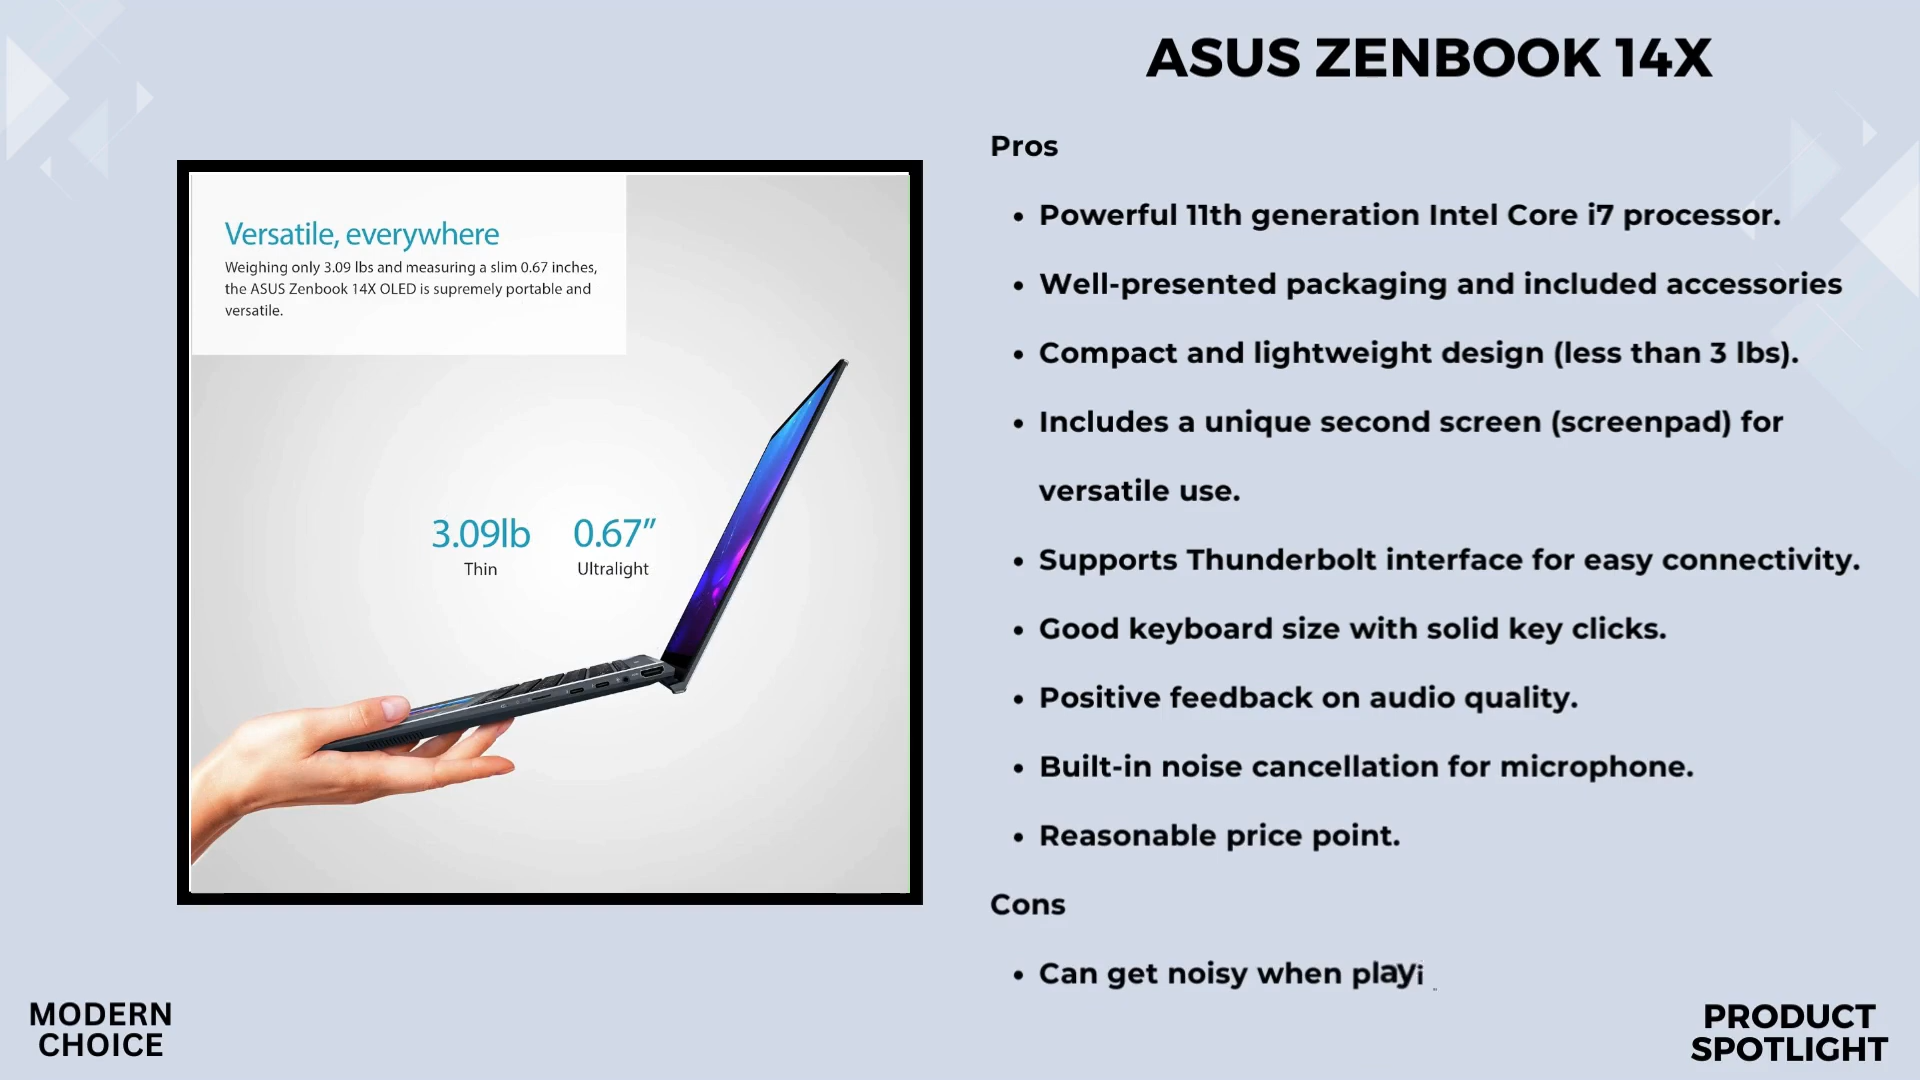 ASUS ZENBOOK 14X
Versatile, everywhere
Weighing only 3.09 lbs and measuring a slim 0.67 inches,
the ASUS Zenbook 14X OLED is supremely portable and
versatile.
3.09lb 0.67”
Thin Ultralight
Pros
• Powerful 11th generation Intel Core i7 processor.
• Well-presented packaging and included accessories
• Compact and lightweight design (less than 3 lbs).
• Includes a unique second screen (screenpad) for
versatile use.
• Supports Thunderbolt interface for easy connectivity.
• Good keyboard size with solid key clicks.
• Positive feedback on audio quality.
• Built-in noise cancellation for microphone.
• Reasonable price point.
Cons
• Can get noisy when playi
MODERN
CHOICE
PRODUCT
SPOTLIGHT